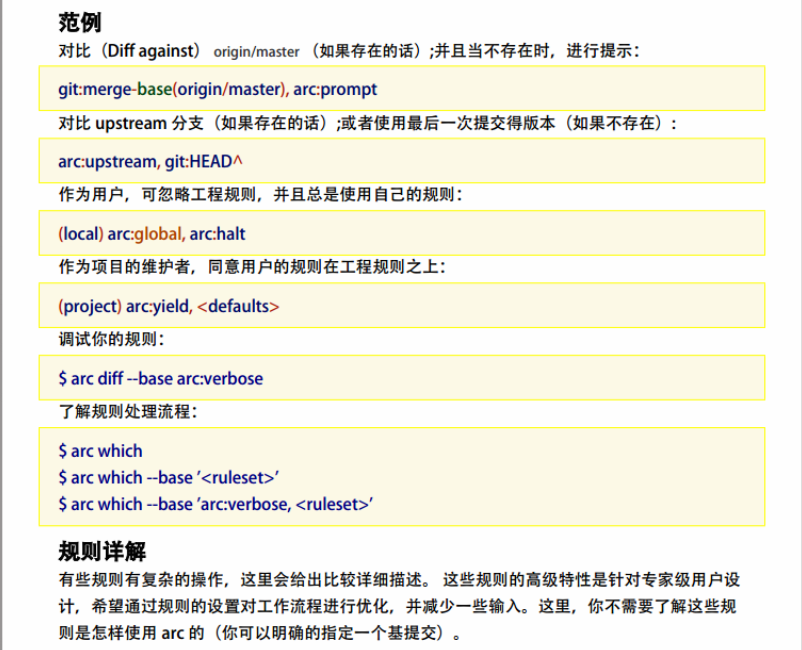 范例
对比（Diff against） origin/master （如果存在的话）;并且当不存在时，进行提示：
git:merge-base(origin/master), arc:prompt
对比 upstream 分支（如果存在的话）;或者使用最后一次提交得版本（如果不存在）：
arc:upstream, git:HEAD^
作为用户，可忽略工程规则，并且总是使用自己的规则：
(local) arc:global, arc:halt
作为项目的维护者，同意用户的规则在工程规则之上：
(project) arc:yield, <defaults>
调试你的规则：
$ arc diff --base arc:verbose
了解规则处理流程：
$ arc which
$ arc which --base ’<ruleset>’
$ arc which --base ’arc:verbose, <ruleset>’
规则详解
有些规则有复杂的操作，这里会给出比较详细描述。 这些规则的高级特性是针对专家级用户设
计，希望通过规则的设置对工作流程进行优化，并减少一些输入。这里，你不需要了解这些规
则是怎样使用 arc 的（你可以明确的指定一个基提交）。